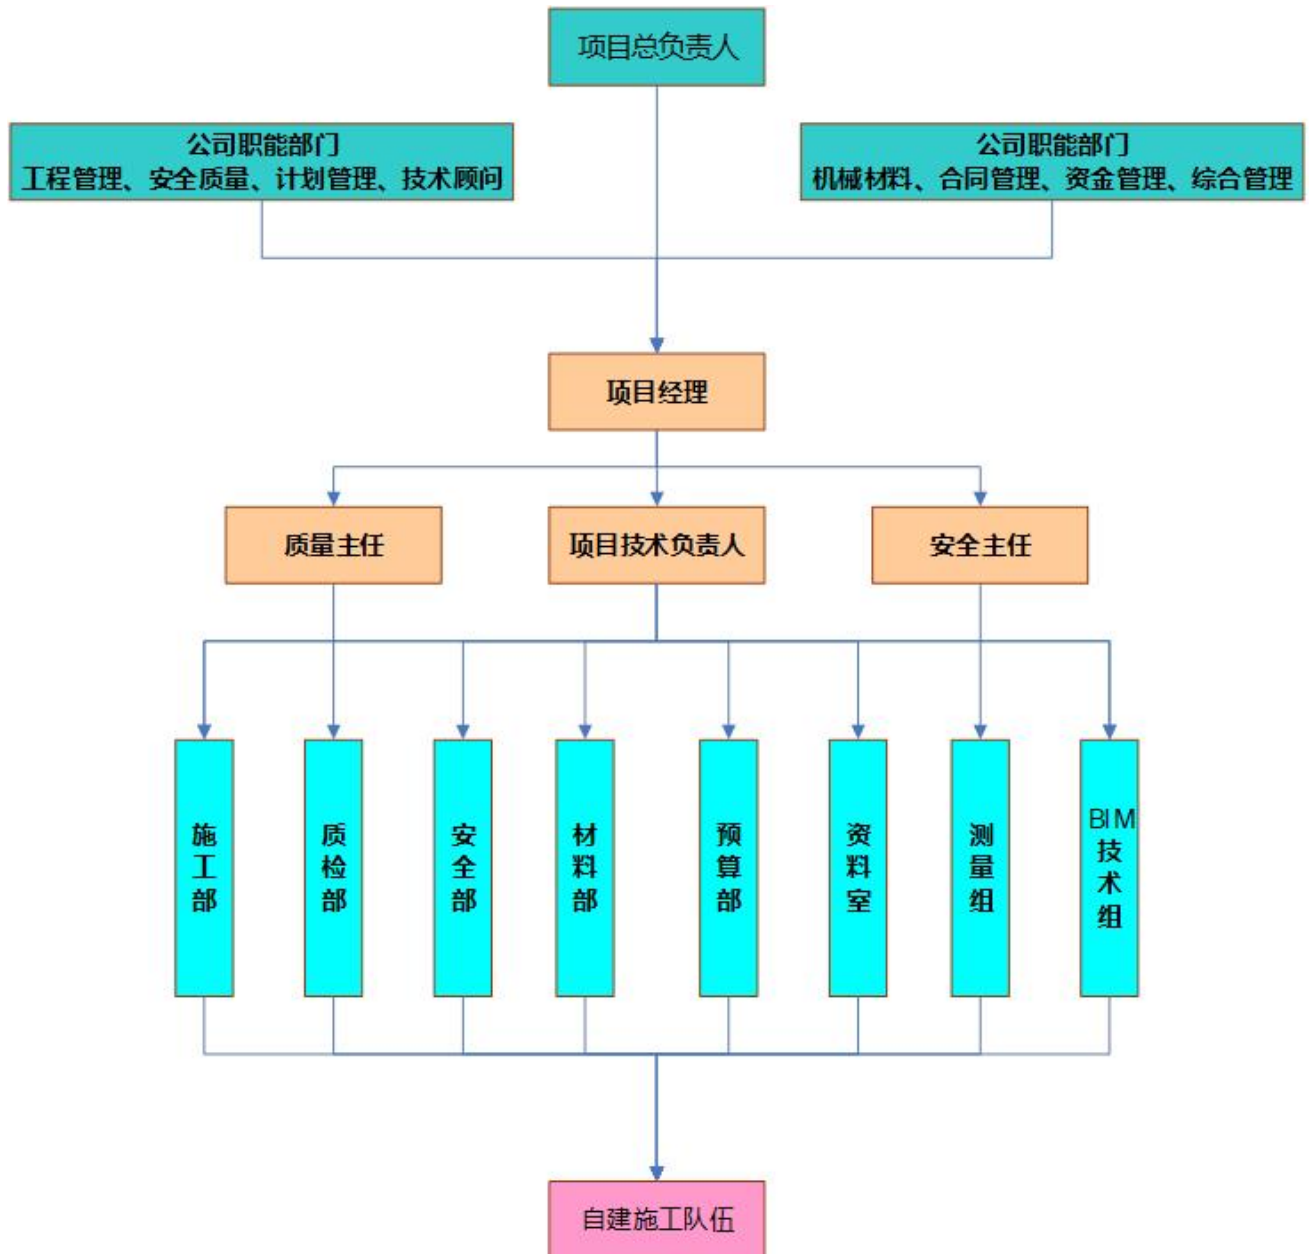 项目总负责人
公司职能部门
工程管理、安全质量、计划管理、技术顾问
公司职能部门
机械材料、合同管理、资金管理、综合管理
项目经理
质量主任
项目技术负责人
安全主任
施工部
质检部
安全部
材料部
预算部
资料室
测量组
BIM技术组
自建施工队伍